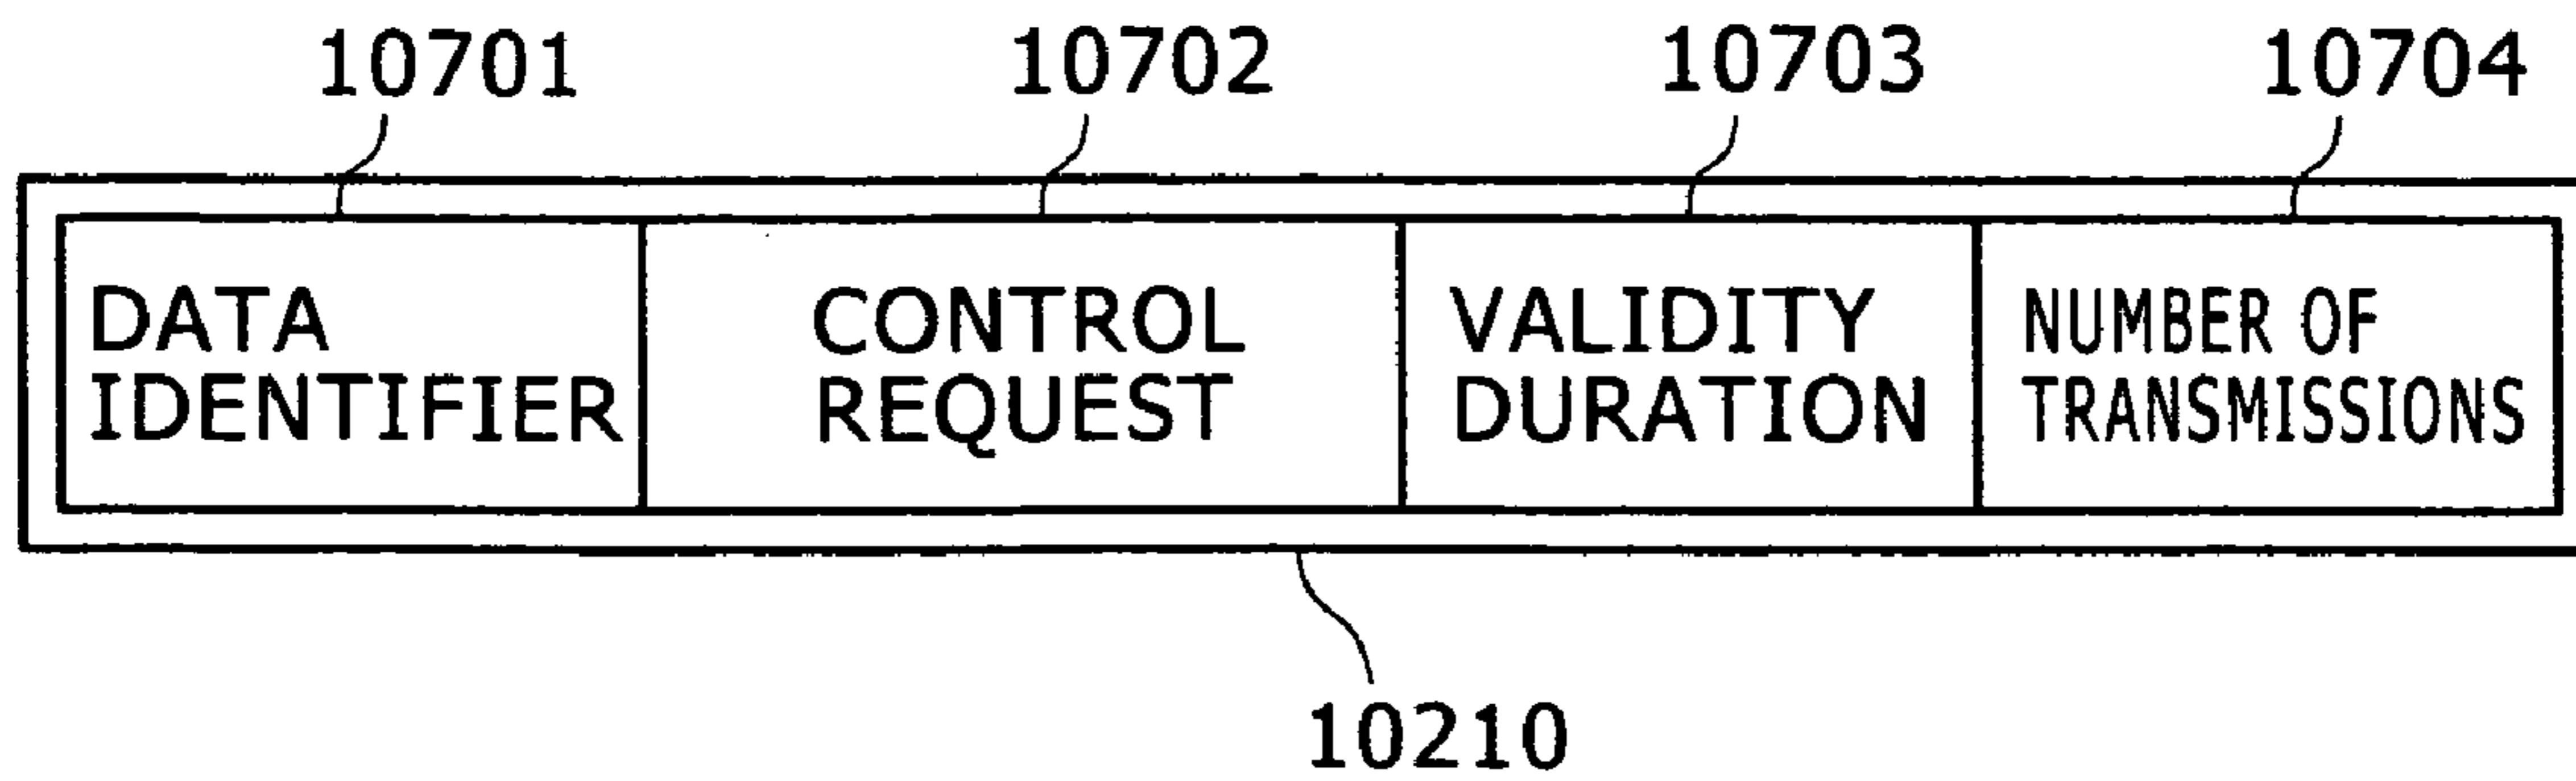 10701 10702 10703 10704
DATA IDENTIFIER
CONTROL REQUEST
VALIDITY DURATION
NUMBER OF TRANSMISSIONS
10210